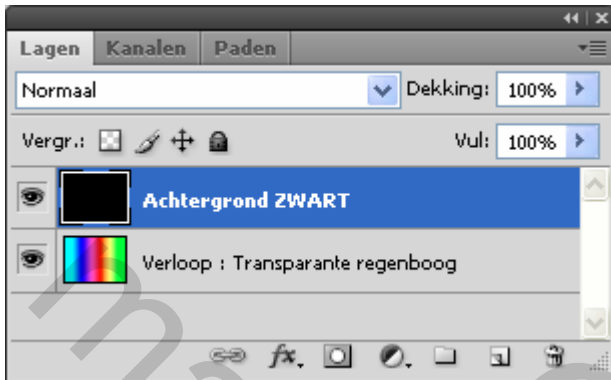 Lagen Kanalen Paden
Normaal Dekking: 100%
Vergr.: Vul: 100%
Achtergrond ZWART
Verloop : Transparante regenboog
fx.